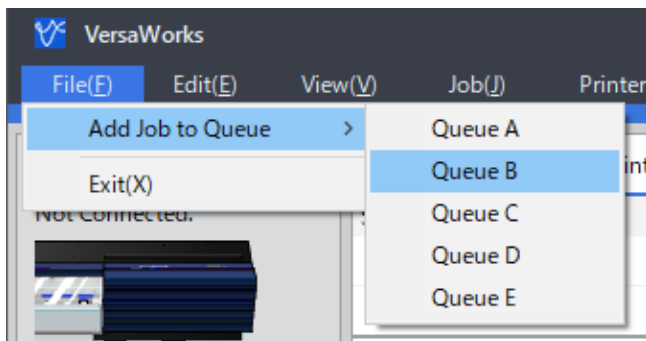 VersaWorks
File(F) Edit(E) View(V) Job(J) Printer
Add Job to Queue > Queue A
Queue B
Exit(X)
Not Connected.
Queue C
Queue D
Queue E